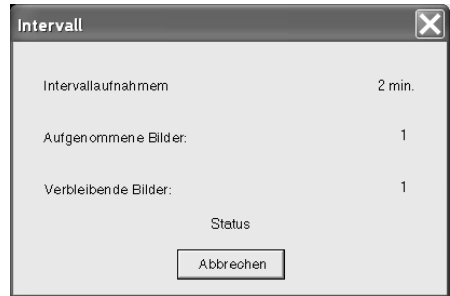 Intervall
Intervallaufnahmem 2 min.
Aufgenommene Bilder: 1
Verbleibende Bilder: 1
Status
Abbrechen